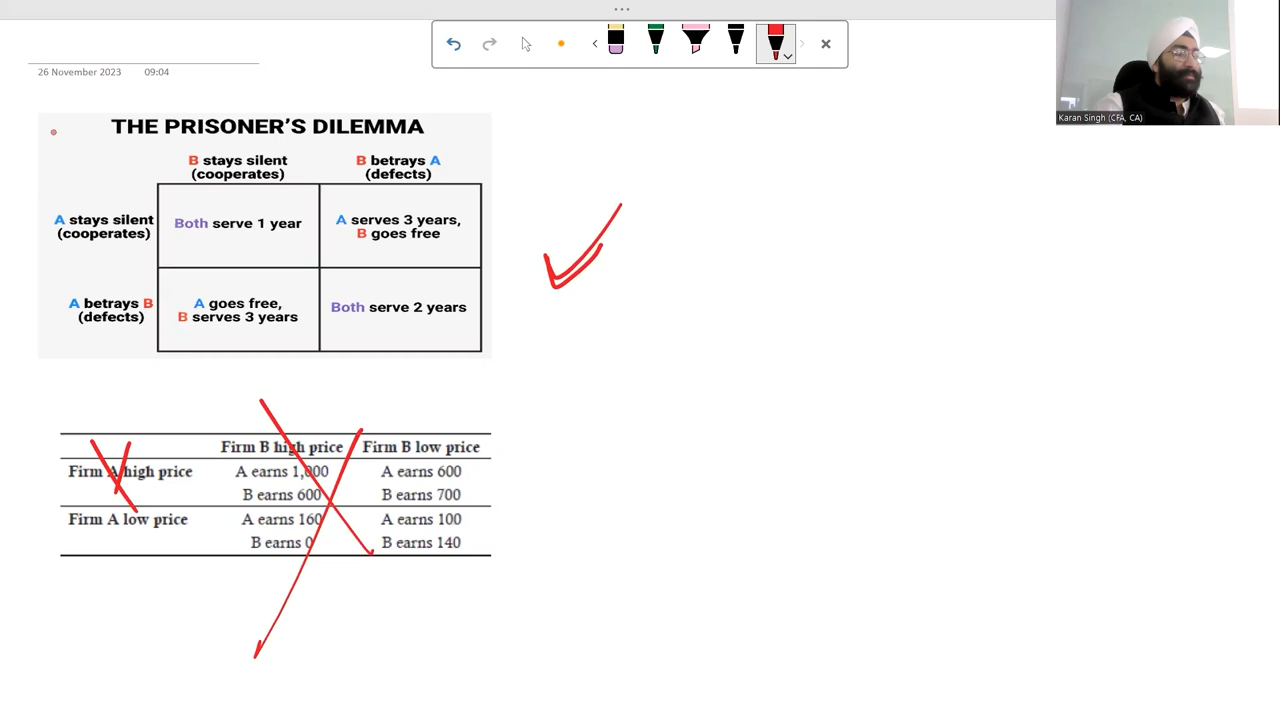 26 November 2023 09:04
Karan Singh (CFA, CA)
THE PRISONER'S DILEMMA
B stays silent
(cooperates)
B betrays A
(defects)
A stays silent
(cooperates)
Both serve 1 year
A serves 3 years,
B goes free
A betrays B
(defects)
A goes free,
B serves 3 years
Both serve 2 years
Firm B high price Firm B low price
Firm A high price A earns 1,000 A earns 600
B earns 600 B earns 700
Firm A low price A earns 160 A earns 100
B earns 0 B earns 140